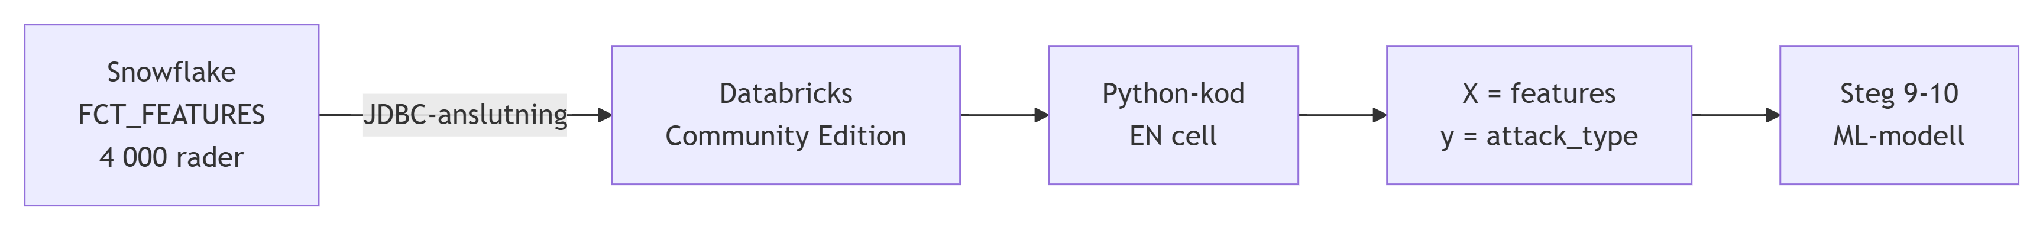 Snowflake
FCT_FEATURES
4 000 rader
JDBC-anslutning
Databricks
Community Edition
Python-kod
EN cell
X = features
y = attack_type
Steg 9-10
ML-modell